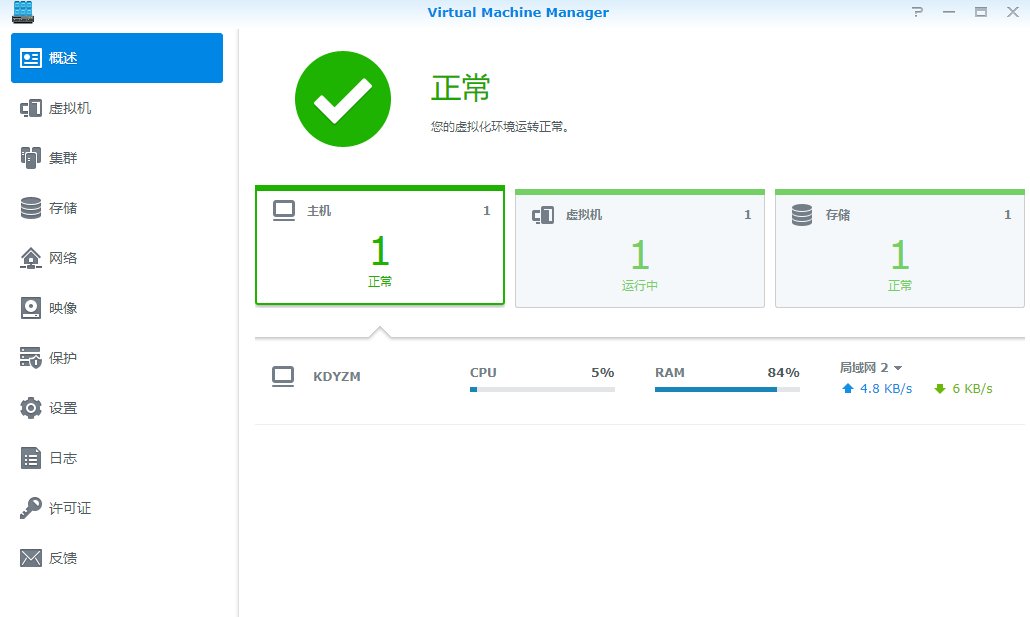 Virtual Machine Manager
概述
虚拟机
集群
存储
网络
映像
保护
设置
日志
许可证
反馈
正常
您的虚拟化环境运转正常。
主机 1
1
正常
虚拟机 1
1
运行中
存储 1
1
正常
KDYZM
CPU 5%
RAM 84%
局域网 2
4.8 KB/s 6 KB/s